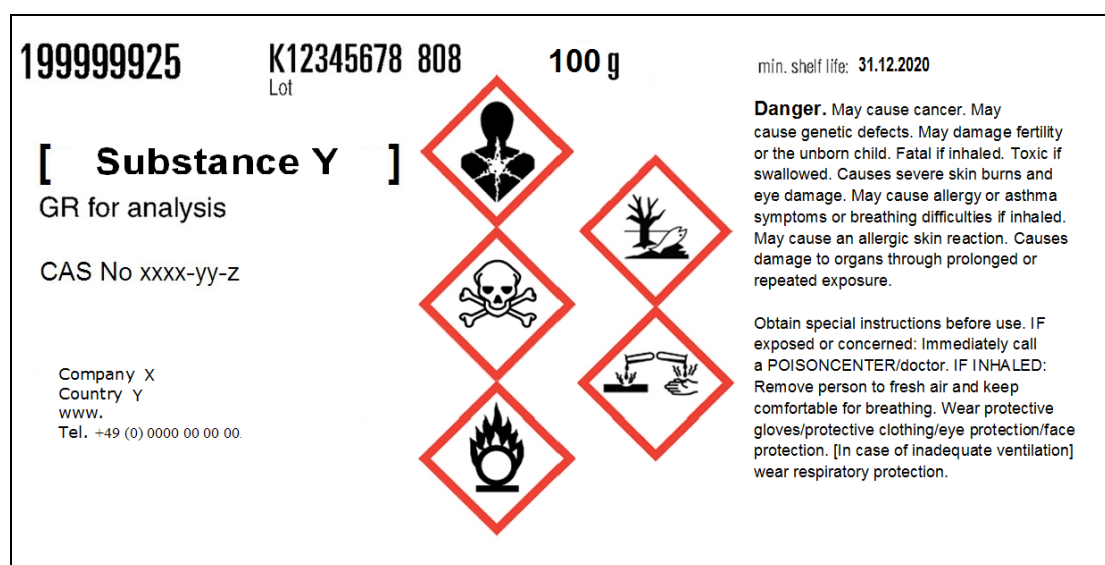 199999925
K12345678 808
Lot
100 g
min. shelf life: 31.12.2020
[ Substance Y ]
GR for analysis
CAS No xxxx-yy-z
Company X
Country Y
www.
Tel. +49 (0) 0000 00 00 00.
Danger. May cause cancer. May
cause genetic defects. May damage fertility
or the unborn child. Fatal if inhaled. Toxic if
swallowed. Causes severe skin burns and
eye damage. May cause allergy or asthma
symptoms or breathing difficulties if inhaled.
May cause an allergic skin reaction. Causes
damage to organs through prolonged or
repeated exposure.
Obtain special instructions before use. IF
exposed or concerned: Immediately call
a POISONCENTER/doctor. IF INHALED:
Remove person to fresh air and keep
comfortable for breathing. Wear protective
gloves/protective clothing/eye protection/face
protection. [In case of inadequate ventilation]
wear respiratory protection.